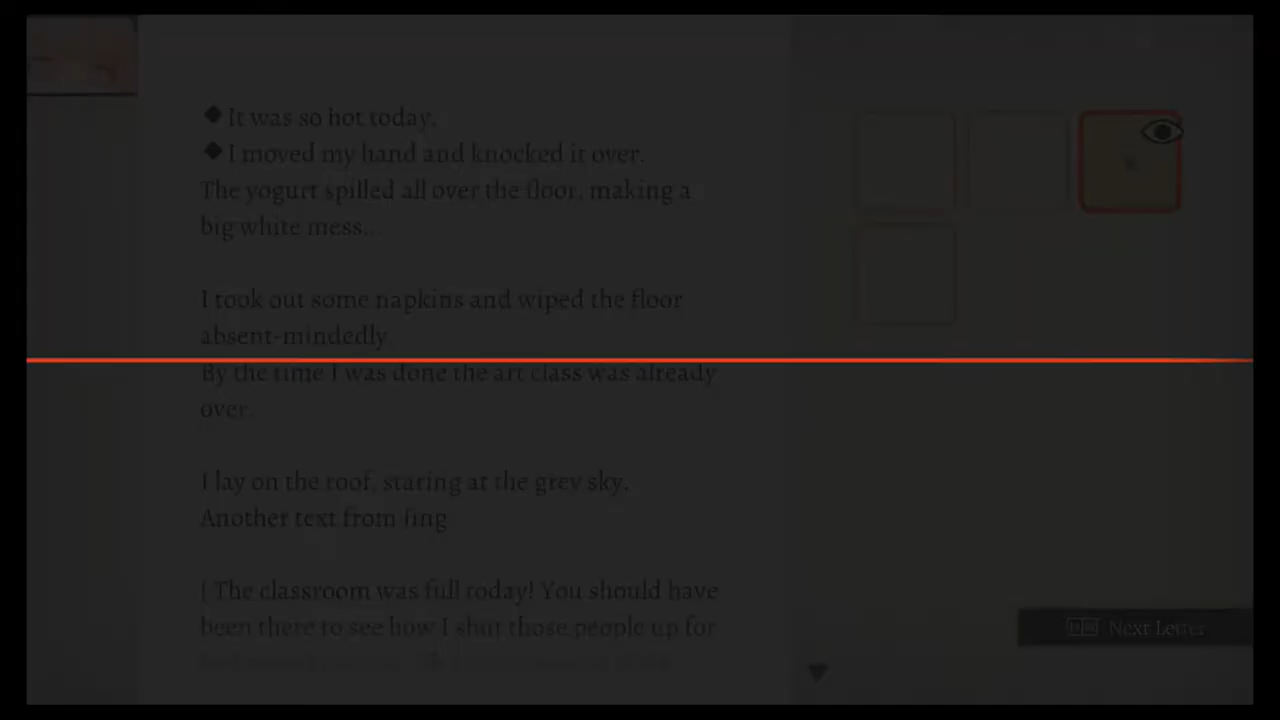 ◆It was so hot today.
◆I moved my hand and knocked it over.
The yogurt spilled all over the floor, making a
big white mess..
I took out some napkins and wiped the floor
absent-mindedly.
By the time I was done the art class was already
over.
I lay on the roof, staring at the grey sky.
Another text from Jing
[ The classroom was full today! You should have
been there to see how I shut those people up for
Next Letter